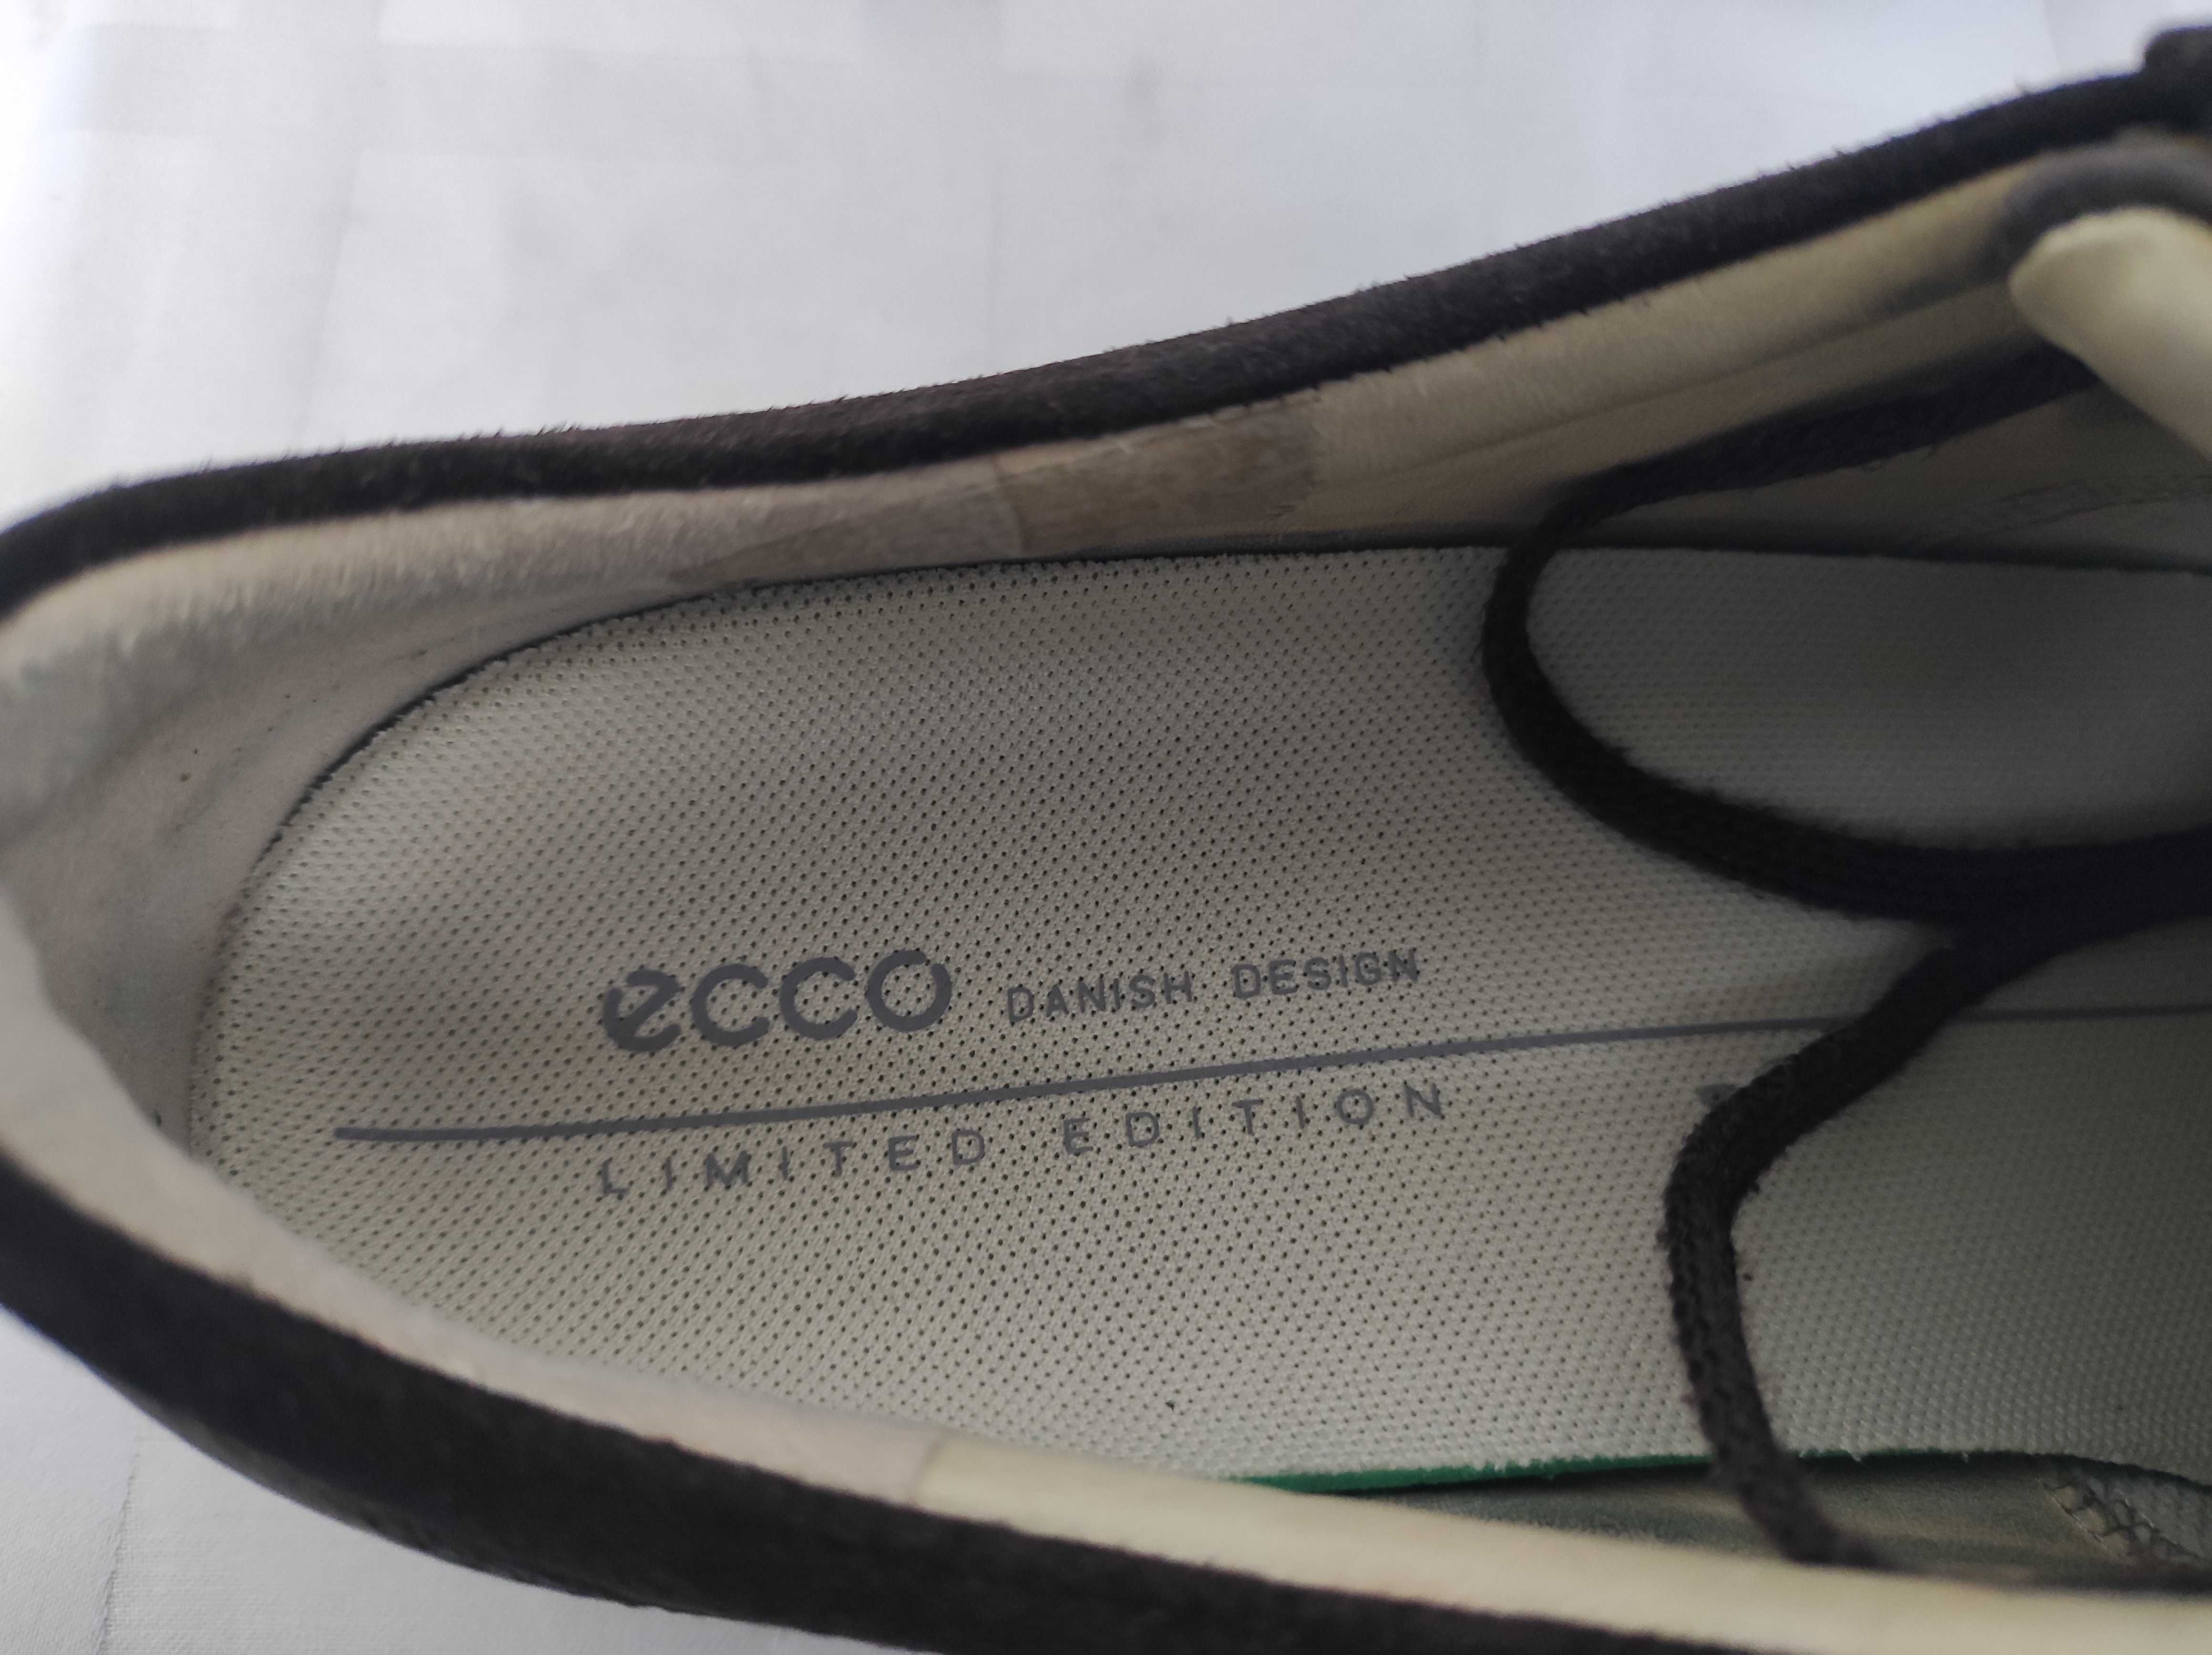 ecco DANISH DESIGN
LIMITED EDITION